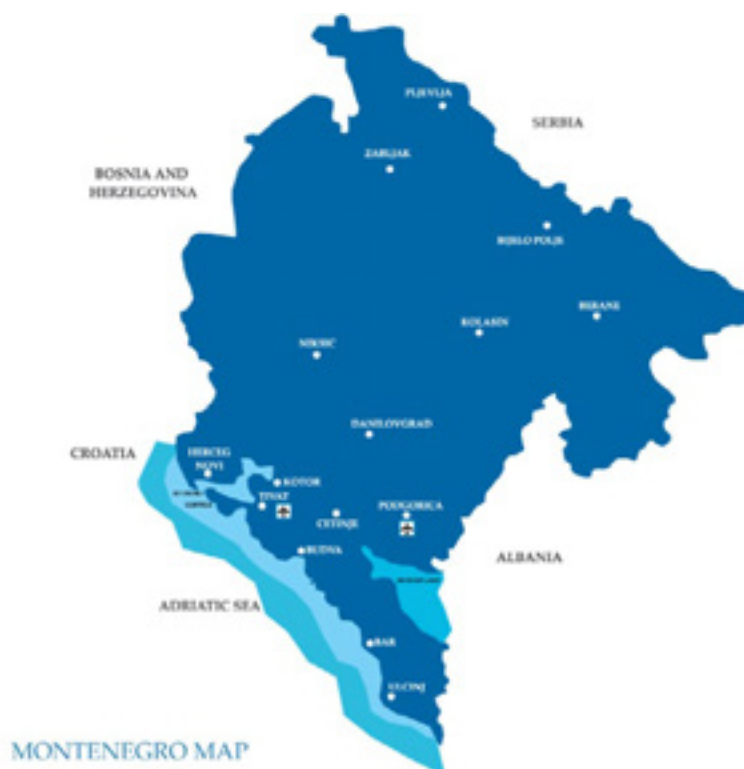 PLJEVLJA
SERBIA
ZABLJAK
BOSNIA AND
HERZEGOVINA
BIJELO POLJE
BERANE
KOLASIN
NIKSIC
DANILOVGRAD
CROATIA
HERCEG
NOVI
KOTOR
TIVAT
CETINJE
PODGORICA
BUDVA
ALBANIA
ADRIATIC SEA
BAR
ULCINJ
MONTENEGRO MAP